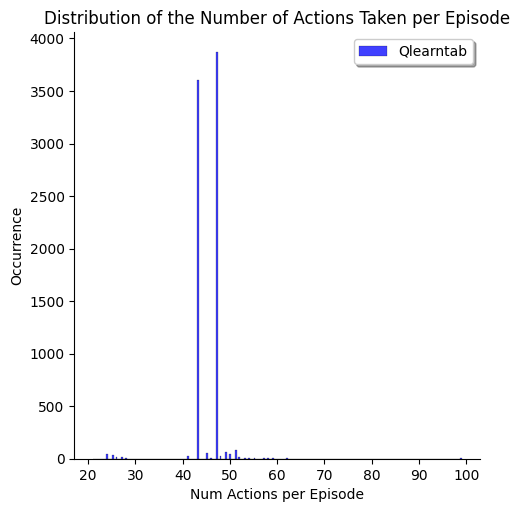 Distribution of the Number of Actions Taken per Episode
Qlearntab
4000
3500
3000
2500
2000
1500
1000
500
0
Occurrence
20 30 40 50 60 70 80 90 100
Num Actions per Episode